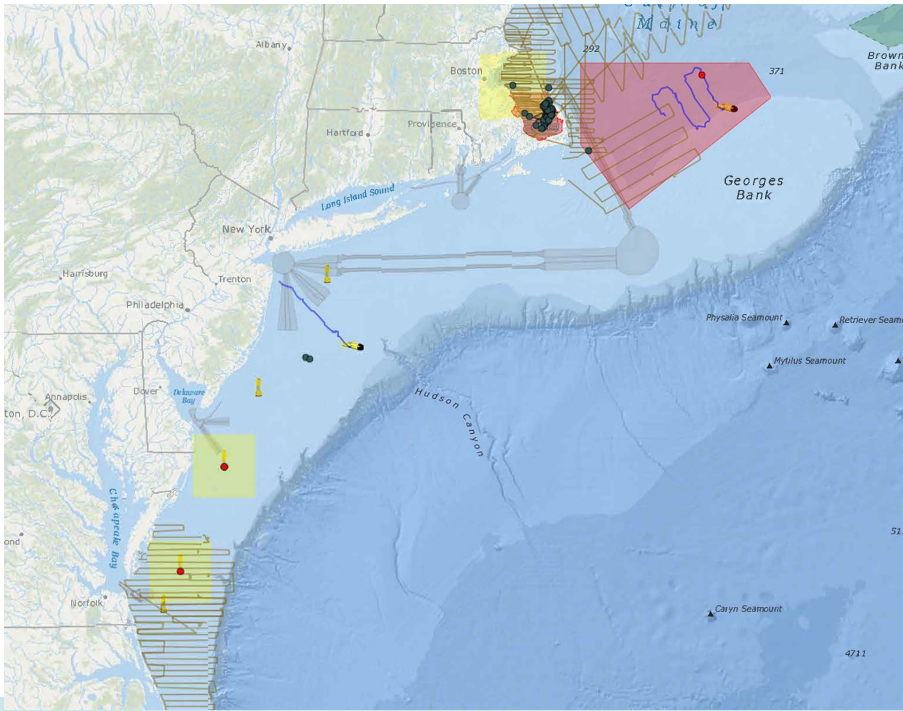 Maine
292
Albany
Boston
371
Brown
Bank
Providence
Hartford
Georges
Bank
Long Island Sound
New York
Harrisburg
Trenton
Philadelphia
Physalia Seamount
Retriever Seam
Mytilus Seamount
Dover
Delaware
Bay
Annapolis
ton, D.C.
Hudson Canyon
Chesapeake Bay
ond
51
Norfolk
Caryn Seamount
4711